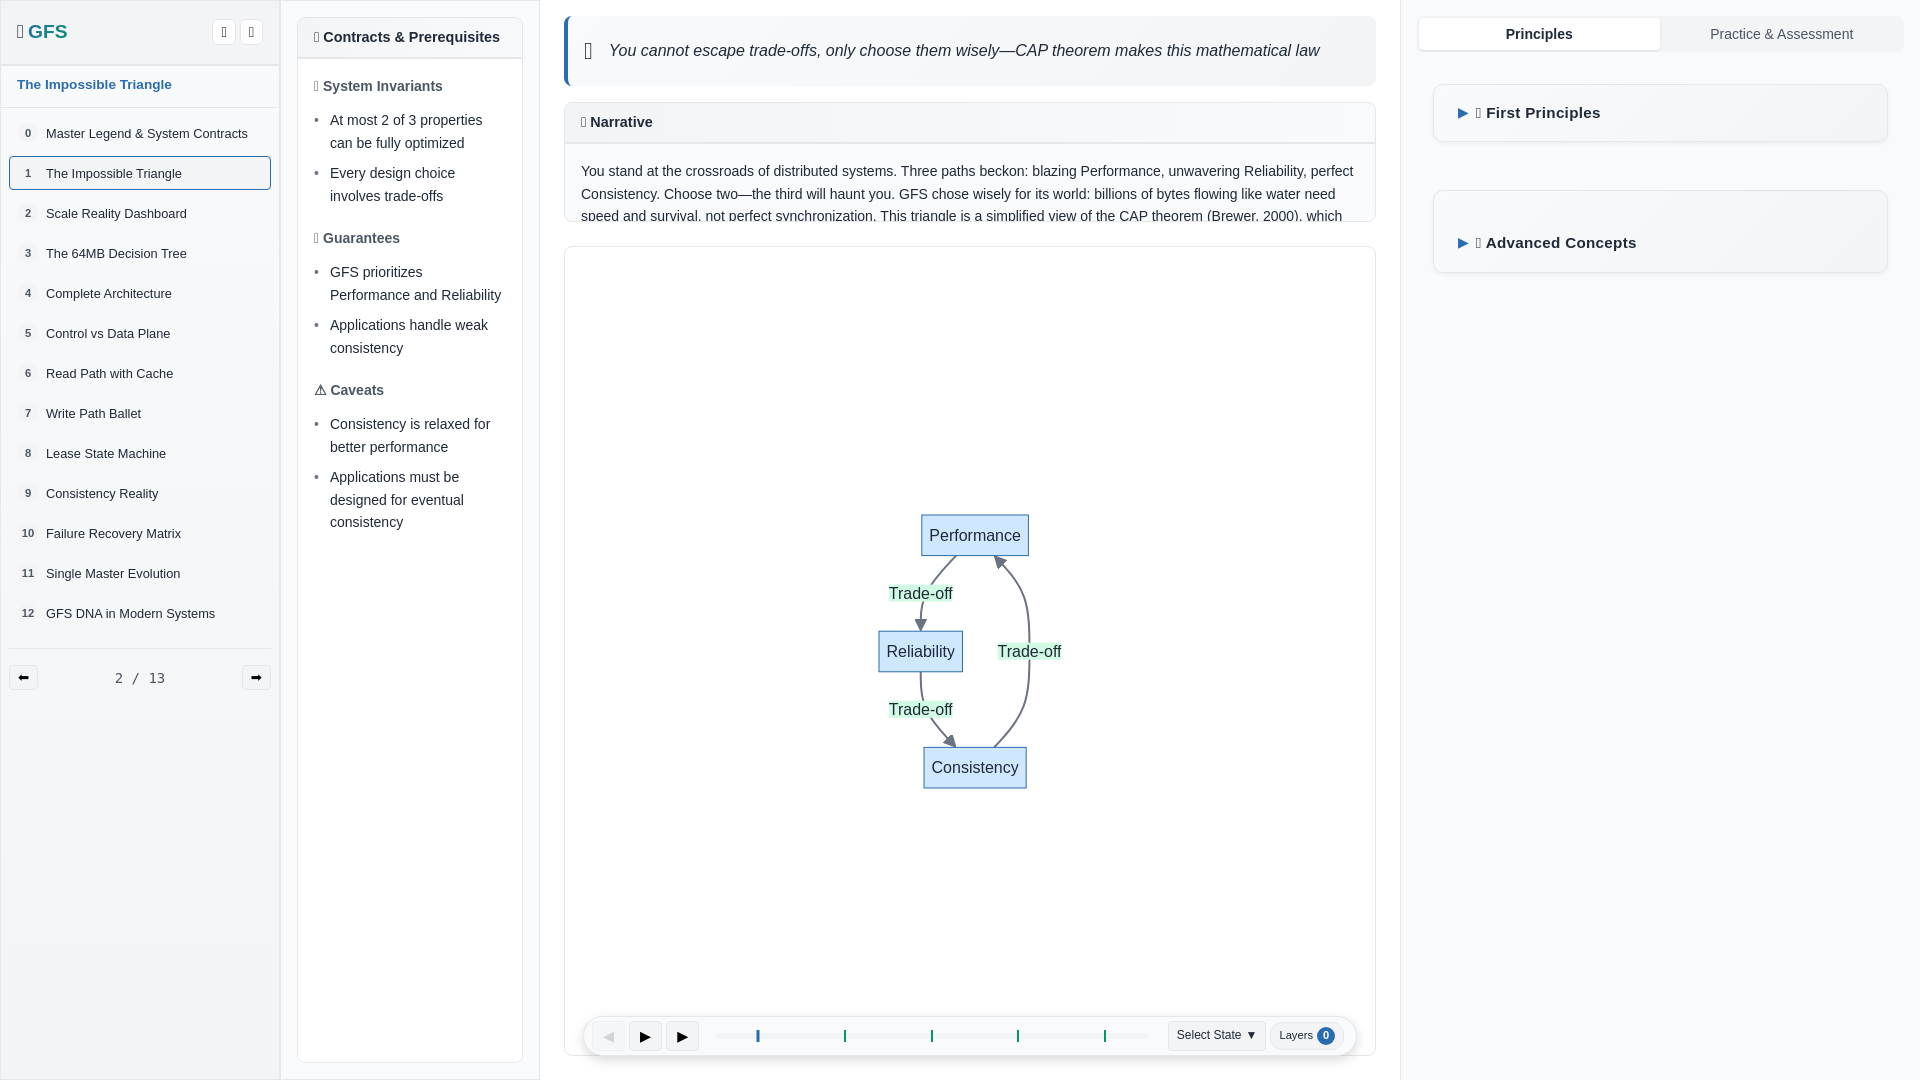 GFS
The Impossible Triangle
0 Master Legend & System Contracts
1 The Impossible Triangle
2 Scale Reality Dashboard
3 The 64MB Decision Tree
4 Complete Architecture
5 Control vs Data Plane
6 Read Path with Cache
7 Write Path Ballet
8 Lease State Machine
9 Consistency Reality
10 Failure Recovery Matrix
11 Single Master Evolution
12 GFS DNA in Modern Systems
2 / 13
Contracts & Prerequisites
System Invariants
• At most 2 of 3 properties
can be fully optimized
• Every design choice
involves trade-offs
Guarantees
• GFS prioritizes
Performance and Reliability
• Applications handle weak
consistency
⚠ Caveats
• Consistency is relaxed for
better performance
• Applications must be
designed for eventual
consistency
You cannot escape trade-offs, only choose them wisely—CAP theorem makes this mathematical law
Narrative
You stand at the crossroads of distributed systems. Three paths beckon: blazing Performance, unwavering Reliability, perfect
Consistency. Choose two—the third will haunt you. GFS chose wisely for its world: billions of bytes flowing like water need
speed and survival, not perfect synchronization. This triangle is a simplified view of the CAP theorem (Brewer, 2000), which
Performance
Trade-off
Reliability
Trade-off
Trade-off
Consistency
Select State ▼
Layers 0
Principles
Practice & Assessment
▶ First Principles
▶ Advanced Concepts